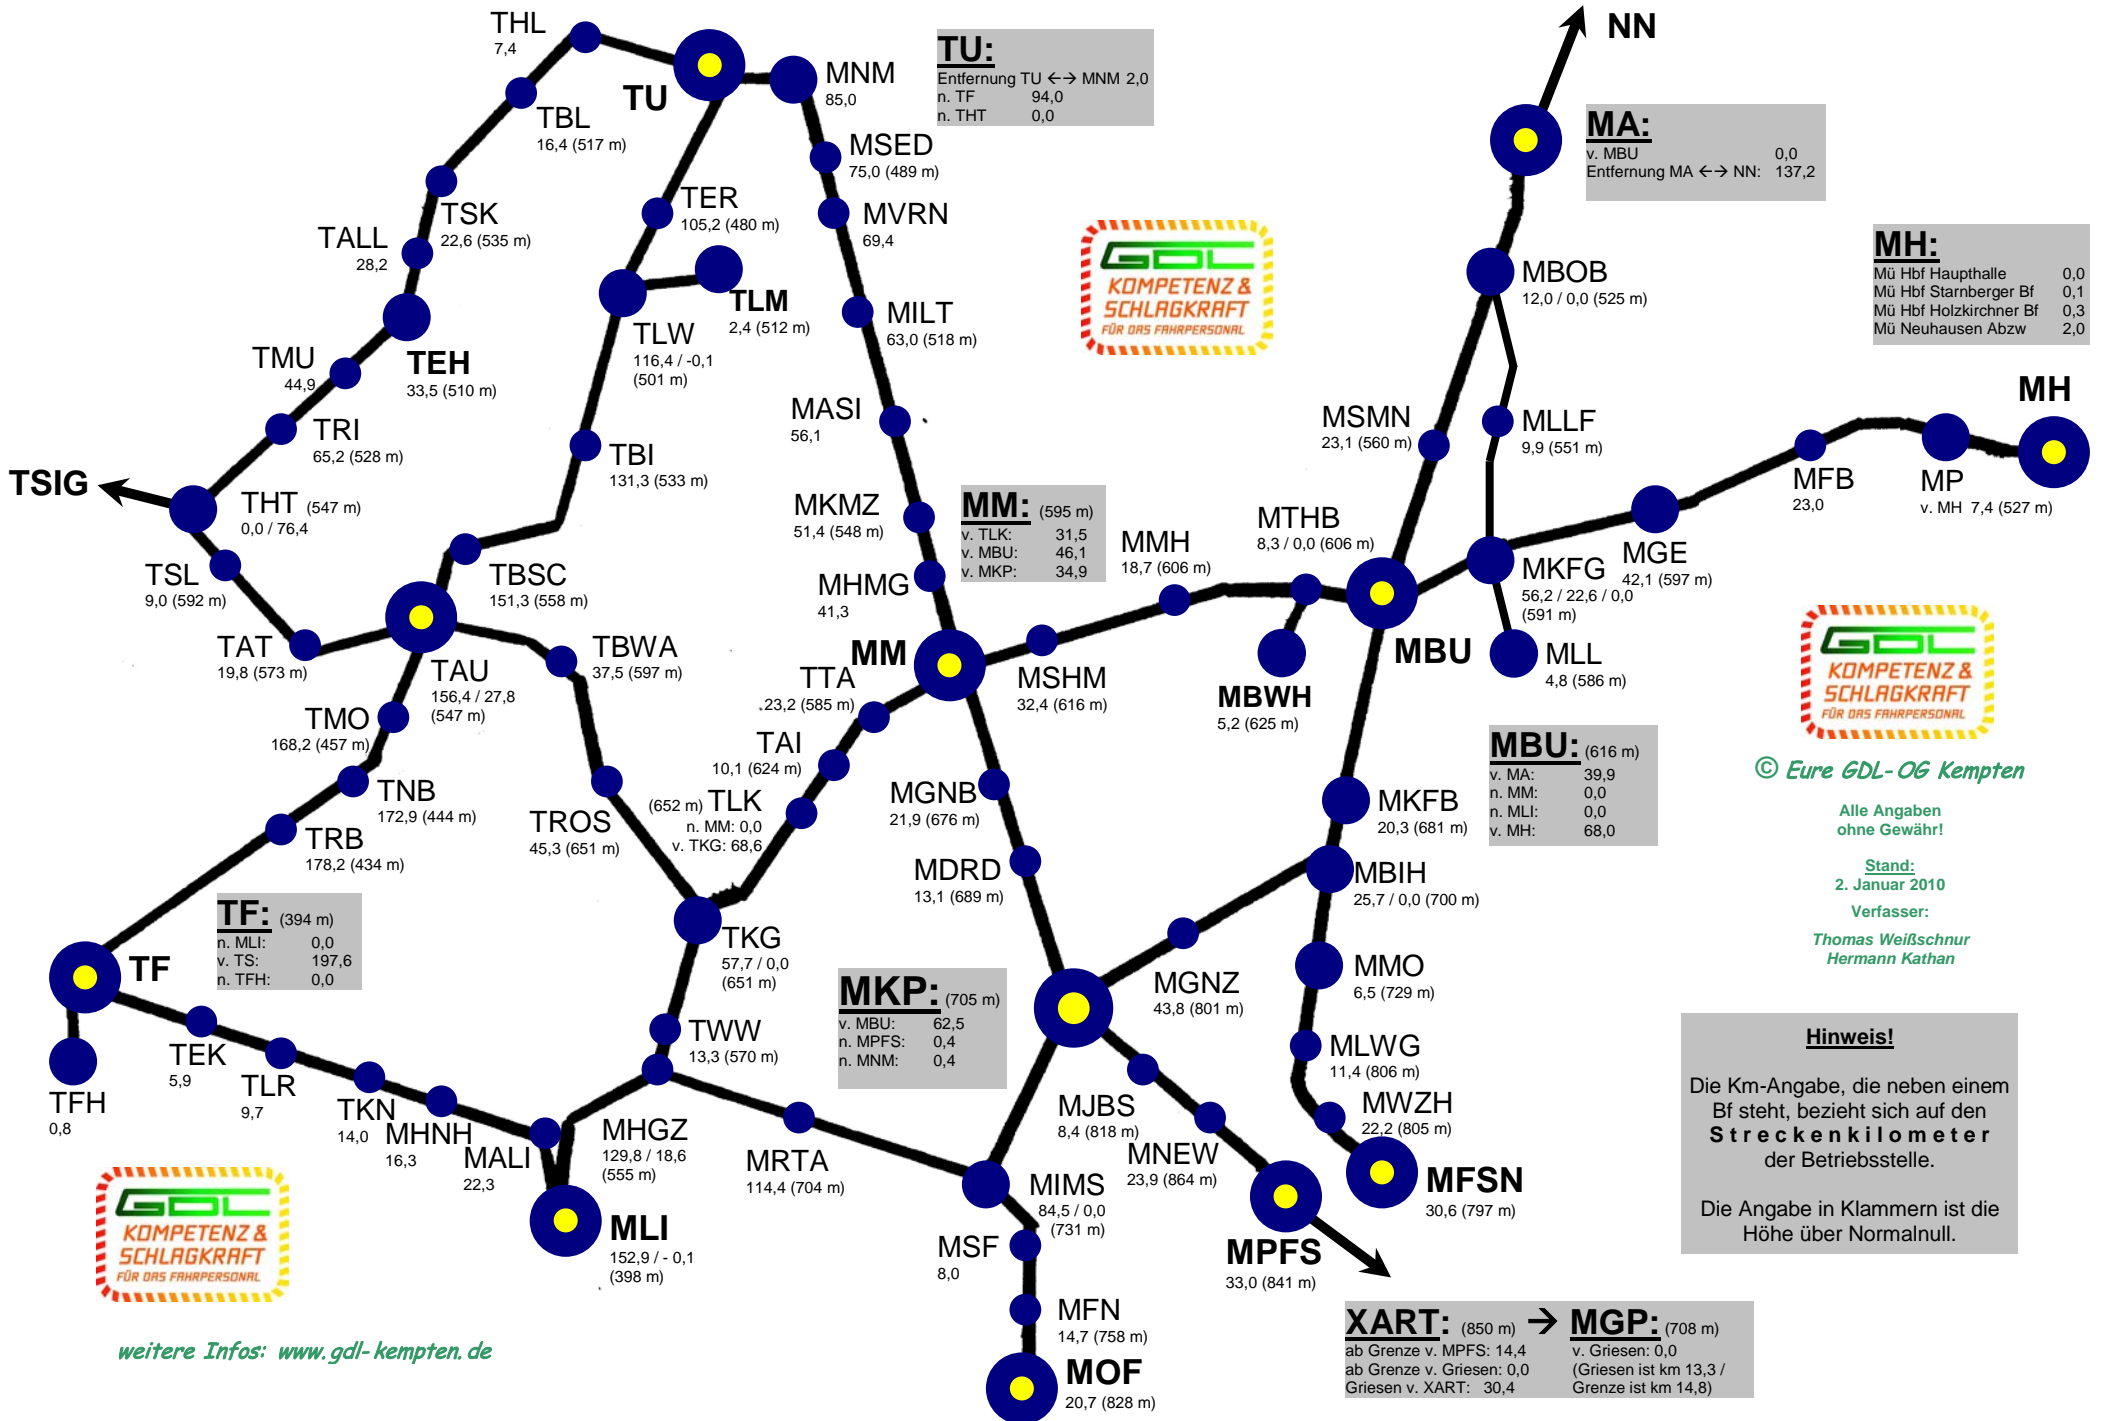 THL
7,4
TU
MNM
85,0
TU:
Entfernung TU ←→ MNM 2,0
n. TF 94,0
n. THT 0,0
NN
MA:
v. MBU 0,0
Entfernung MA ←→ NN: 137,2
TBL
16,4 (517 m)
MSED
75,0 (489 m)
TSK
22,6 (535 m)
TER
105,2 (480 m)
MVRN
69,4
TALL
28,2
GDL
KOMPETENZ &
SCHLAGKRAFT
FÜR DAS FAHRPERSONAL
MBOB
12,0 / 0,0 (525 m)
MH:
Mü Hbf Haupthalle 0,0
Mü Hbf Starnberger Bf 0,1
Mü Hbf Holzkirchner Bf 0,3
Mü Neuhausen Abzw 2,0
TLM
2,4 (512 m)
TLW
116,4 / -0,1
(501 m)
MILT
63,0 (518 m)
TMU
44,9
TEH
33,5 (510 m)
MH
TRI
65,2 (528 m)
TBI
131,3 (533 m)
MASI
56,1
MSMN
23,1 (560 m)
MLLF
9,9 (551 m)
MFB
23,0
MP
v. MH 7,4 (527 m)
TSIG
THT (547 m)
0,0 / 76,4
MKMZ
51,4 (548 m)
MM: (595 m)
v. TLK: 31,5
v. MBU: 46,1
v. MKP: 34,9
MMH
18,7 (606 m)
MTHB
8,3 / 0,0 (606 m)
MGE
42,1 (597 m)
MKFG
56,2 / 22,6 / 0,0
(591 m)
TSL
9,0 (592 m)
TBSC
151,3 (558 m)
MHMG
41,3
TAT
19,8 (573 m)
TAU
156,4 / 27,8
(547 m)
TBWA
37,5 (597 m)
MM
TTA
23,2 (585 m)
MSHM
32,4 (616 m)
MBWH
5,2 (625 m)
MBU
MLL
4,8 (586 m)
GDL
KOMPETENZ &
SCHLAGKRAFT
FÜR DAS FAHRPERSONAL
TMO
168,2 (457 m)
TAI
10,1 (624 m)
MBU: (616 m)
v. MA: 39,9
n. MM: 0,0
n. MLI: 0,0
v. MH: 68,0
© Eure GDL-OG Kempten
Alle Angaben
ohne Gewähr!
Stand:
2. Januar 2010
Verfasser:
Thomas Weißschnur
Hermann Kathan
TNB
172,9 (444 m)
TROS
45,3 (651 m)
(652 m) TLK
n. MM: 0,0
v. TKG: 68,6
MGNB
21,9 (676 m)
MKFB
20,3 (681 m)
TRB
178,2 (434 m)
MDRD
13,1 (689 m)
MBIH
25,7 / 0,0 (700 m)
TF: (394 m)
n. MLI: 0,0
v. TS: 197,6
n. TFH: 0,0
TF
TKG
57,7 / 0,0
(651 m)
MKP: (705 m)
v. MBU: 62,5
n. MPFS: 0,4
n. MNM: 0,4
MGNZ
43,8 (801 m)
MMO
6,5 (729 m)
TWW
13,3 (570 m)
TEK
5,9
TLR
9,7
TKN
14,0
MHNH
16,3
TFH
0,8
MALI
22,3
MHGZ
129,8 / 18,6
(555 m)
MRTA
114,4 (704 m)
MJBS
8,4 (818 m)
MNEW
23,9 (864 m)
MLWG
11,4 (806 m)
MWZH
22,2 (805 m)
Hinweis!
Die Km-Angabe, die neben einem
Bf steht, bezieht sich auf den
Streckenkilometer
der Betriebsstelle.
Die Angabe in Klammern ist die
Höhe über Normalnull.
GDL
KOMPETENZ &
SCHLAGKRAFT
FÜR DAS FAHRPERSONAL
MLI
152,9 / - 0,1
(398 m)
MIMS
84,5 / 0,0
(731 m)
MSF
8,0
MPFS
33,0 (841 m)
MFSN
30,6 (797 m)
MFN
14,7 (758 m)
MOF
20,7 (828 m)
XART: (850 m) → MGP: (708 m)
ab Grenze v. MPFS: 14,4 v. Griesen: 0,0
ab Grenze v. Griesen: 0,0 (Griesen ist km 13,3 /
Griesen v. XART: 30,4 Grenze ist km 14,8)
weitere Infos: www.gdl-kempten.de